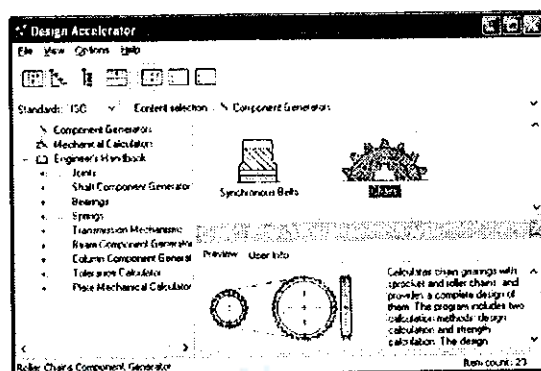 Design Accelerator
File View Options Help
Standards: ISO Content selection: Component Generators
Component Generators
Mechanical Calculators
Engineer's Handbook
Joints
Shaft Component Generator
Bearings
Springs
Transmission Mechanisms
Beam Component Generator
Column Component General
Tolerance Calculator
Plate Mechanical Calculator
Synchronous Belts
Preview User Info
Calculates chain gearings with
sprocket and roller chains and
provides a complete design of
them. The program includes two
calculation methods: design
calculation and strength
calculation. The design
Roller Chains Component Generator Item count: 23